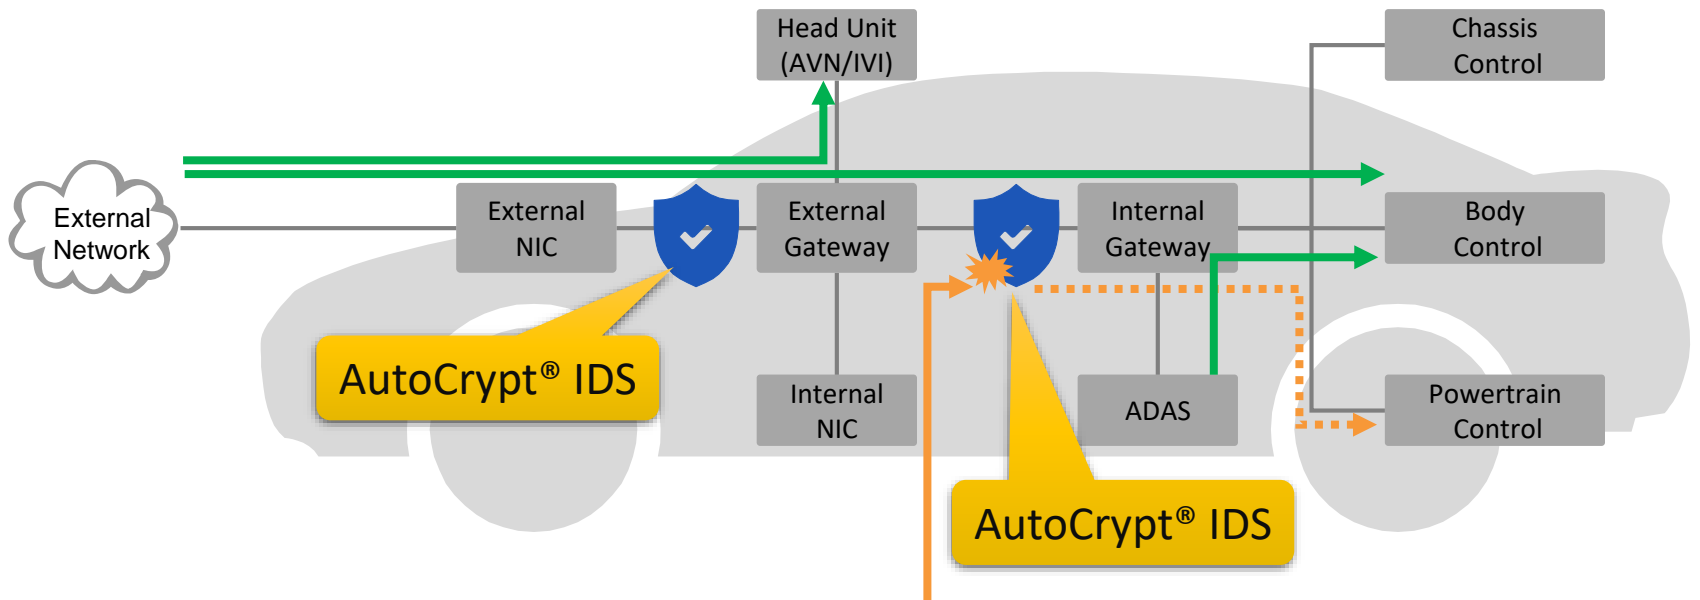 Head Unit
(AVN/IVI)
Chassis
Control
External
Network
External
NIC
External
Gateway
Internal
Gateway
Body
Control
AutoCrypt® IDS
Internal
NIC
ADAS
Powertrain
Control
AutoCrypt® IDS